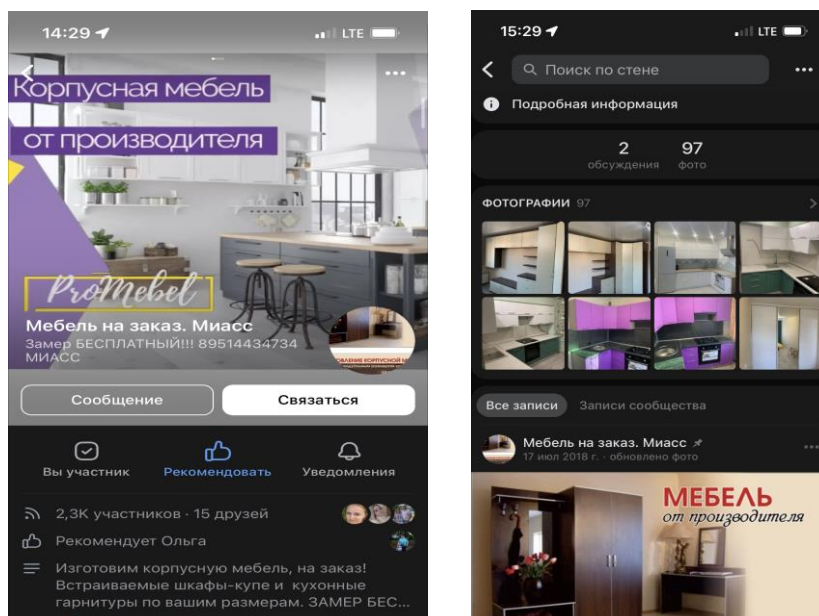 14:29
LTE
Корпусная мебель
от производителя
ProMebel
Мебель на заказ. Миасс
Замер БЕСПЛАТНЫЙ!!! 89514434734
МИАСС
Сообщение
Связаться
Вы участник
Рекомендовать
Уведомления
2,3К участников · 15 друзей
Рекомендует Ольга
Изготовим корпусную мебель, на заказ!
Встраиваемые шкафы-купе и кухонные
гарнитуры по вашим размерам. ЗАМЕР БЕС...
15:29
LTE
Поиск по стене
Подробная информация
2 97
обсуждения фото
ФОТОГРАФИИ 97
Все записи Записи сообщества
Мебель на заказ. Миасс
17 июл 2018 г. · обновлено фото
МЕБЕЛЬ
от производителя